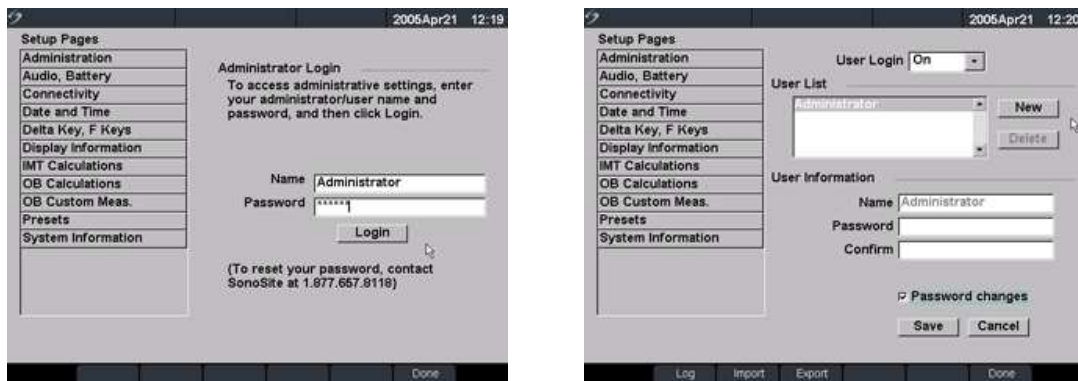 2005Apr21 12:19
Setup Pages
Administration
Audio, Battery
Connectivity
Date and Time
Delta Key, F Keys
Display Information
IMT Calculations
OB Calculations
OB Custom Meas.
Presets
System Information
Administrator Login
To access administrative settings, enter
your administrator/user name and
password, and then click Login.
Name Administrator
Password ******
Login
(To reset your password, contact
SonoSite at 1.877.657.8118)
Done
2005Apr21 12:20
Setup Pages
Administration
Audio, Battery
Connectivity
Date and Time
Delta Key, F Keys
Display Information
IMT Calculations
OB Calculations
OB Custom Meas.
Presets
System Information
User Login On
User List
Administrator
New
Delete
User Information
Name Administrator
Password
Confirm
Password changes
Save Cancel
Log Import Export Done